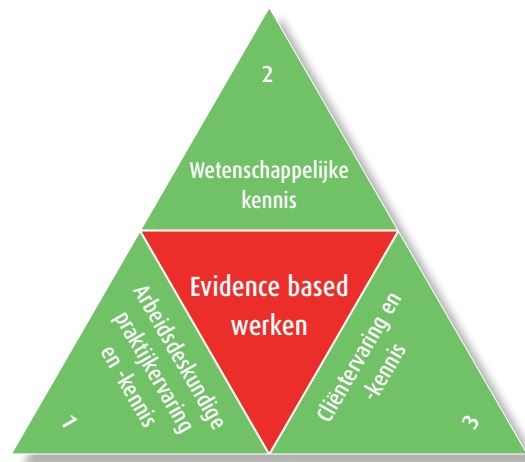 2
Wetenschappelijke
kennis
Evidence based
werken
Arbeidsdeskundige
praktijkervaring
en -kennis
1
Cliëntervaring en
-kennis
3